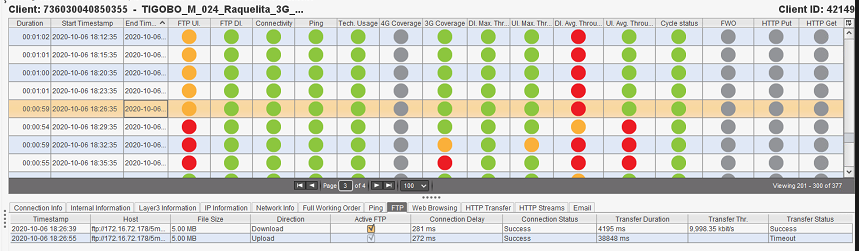 Client: 736030040850355 - TIGOBO_M_024_Raquelita_3G_... Client ID: 42149
Duration Start Timestamp End Tim... FTP Ul. FTP Dl. Connectivity Ping Tech. Usage 4G Coverage 3G Coverage Dl. Max. Thr... Ul. Max. Thr... Dl. Avg. Throu... Ul. Avg. Throu... Cycle status FWO HTTP Put HTTP Get
00:01:02 2020-10-06 18:12:35 2020-10-06...
00:01:01 2020-10-06 18:15:35 2020-10-06...
00:01:00 2020-10-06 18:20:35 2020-10-06...
00:01:01 2020-10-06 18:23:35 2020-10-06...
00:00:59 2020-10-06 18:26:35 2020-10-06...
00:00:54 2020-10-06 18:29:35 2020-10-06...
00:00:59 2020-10-06 18:32:35 2020-10-06...
00:00:55 2020-10-06 18:35:35 2020-10-06...
Page 3 of 4 100 Viewing 201 - 300 of 377
Connection Info Internal Information Layer3 Information IP Information Network Info Full Working Order Ping FTP Web Browsing HTTP Transfer HTTP Streams Email
Timestamp Host File Size Direction Active FTP Connection Delay Connection Status Transfer Duration Transfer Thr. Transfer Status
2020-10-06 18:26:39 ftp://172.16.72.178/5m... 5.00 MB Download 281 ms Success 4195 ms 9,998.35 kbit/s Success
2020-10-06 18:26:55 ftp://172.16.72.178/5m... 5.00 MB Upload 272 ms Success 38848 ms Timeout